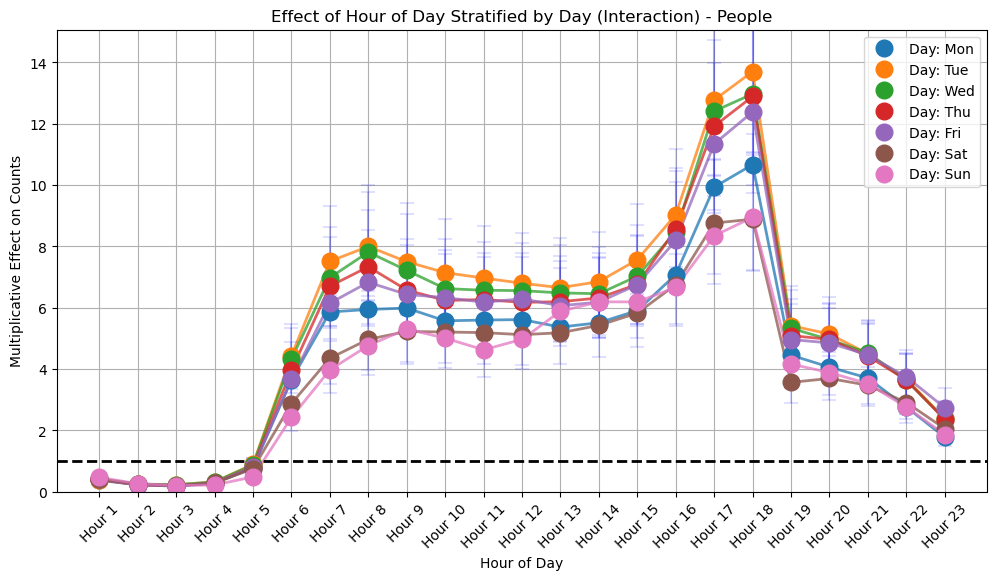 Effect of Hour of Day Stratified by Day (Interaction) - People
Multiplicative Effect on Counts
14
12
10
8
6
4
2
0
Day: Mon
Day: Tue
Day: Wed
Day: Thu
Day: Fri
Day: Sat
Day: Sun
Hour 1
Hour 2
Hour 3
Hour 4
Hour 5
Hour 6
Hour 7
Hour 8
Hour 9
Hour 10
Hour 11
Hour 12
Hour 13
Hour 14
Hour 15
Hour 16
Hour 17
Hour 18
Hour 19
Hour 20
Hour 21
Hour 22
Hour 23
Hour of Day